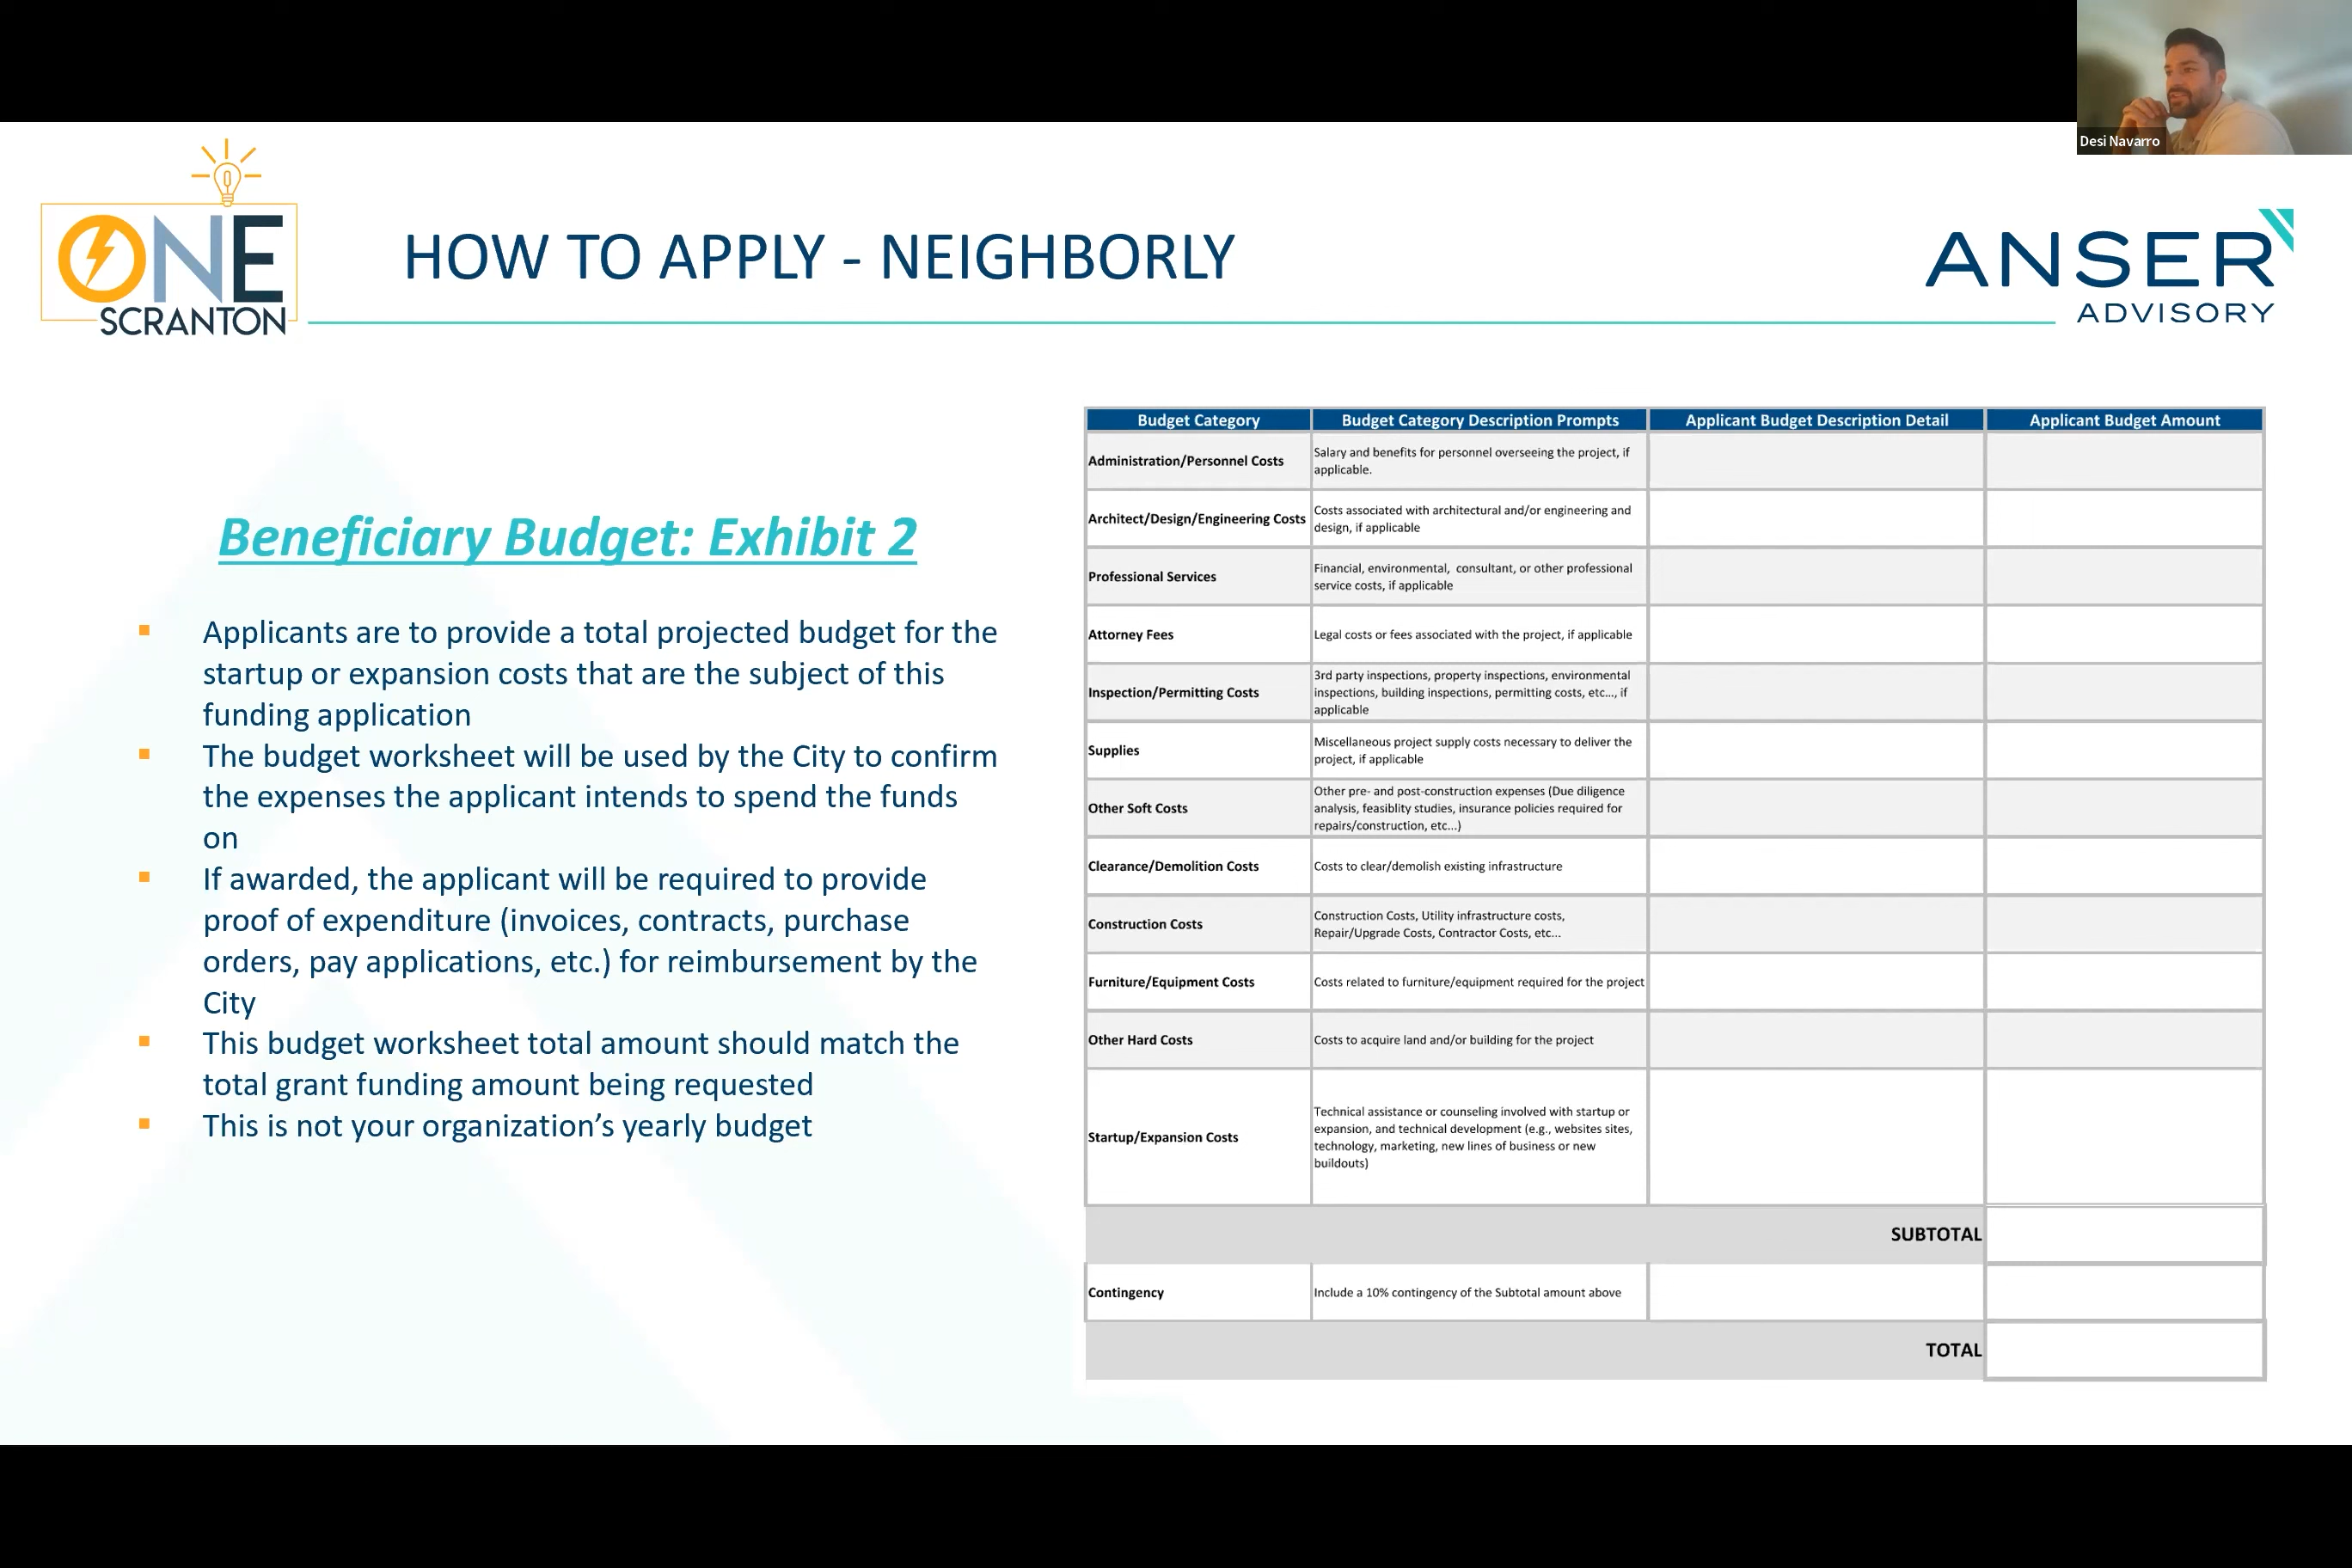 Desi Navarro
ONE
SCRANTON
HOW TO APPLY - NEIGHBORLY
ANSER
ADVISORY
Beneficiary Budget: Exhibit 2
▪ Applicants are to provide a total projected budget for the
startup or expansion costs that are the subject of this
funding application
▪ The budget worksheet will be used by the City to confirm
the expenses the applicant intends to spend the funds
on
▪ If awarded, the applicant will be required to provide
proof of expenditure (invoices, contracts, purchase
orders, pay applications, etc.) for reimbursement by the
City
▪ This budget worksheet total amount should match the
total grant funding amount being requested
▪ This is not your organization’s yearly budget
Budget Category Budget Category Description Prompts Applicant Budget Description Detail Applicant Budget Amount
Administration/Personnel Costs
Salary and benefits for personnel overseeing the project, if
applicable.
Architect/Design/Engineering Costs
Costs associated with architectural and/or engineering and
design, if applicable
Professional Services
Financial, environmental, consultant, or other professional
service costs, if applicable
Attorney Fees
Legal costs or fees associated with the project, if applicable
Inspection/Permitting Costs
3rd party inspections, property inspections, environmental
inspections, building inspections, permitting costs, etc..., if
applicable
Supplies
Miscellaneous project supply costs necessary to deliver the
project, if applicable
Other Soft Costs
Other pre- and post-construction expenses (Due diligence
analysis, feasiblity studies, insurance policies required for
repairs/construction, etc...)
Clearance/Demolition Costs
Costs to clear/demolish existing infrastructure
Construction Costs
Construction Costs, Utility infrastructure costs,
Repair/Upgrade Costs, Contractor Costs, etc...
Furniture/Equipment Costs
Costs related to furniture/equipment required for the project
Other Hard Costs
Costs to acquire land and/or building for the project
Startup/Expansion Costs
Technical assistance or counseling involved with startup or
expansion, and technical development (e.g., websites sites,
technology, marketing, new lines of business or new
buildouts)
SUBTOTAL
Contingency
Include a 10% contingency of the Subtotal amount above
TOTAL